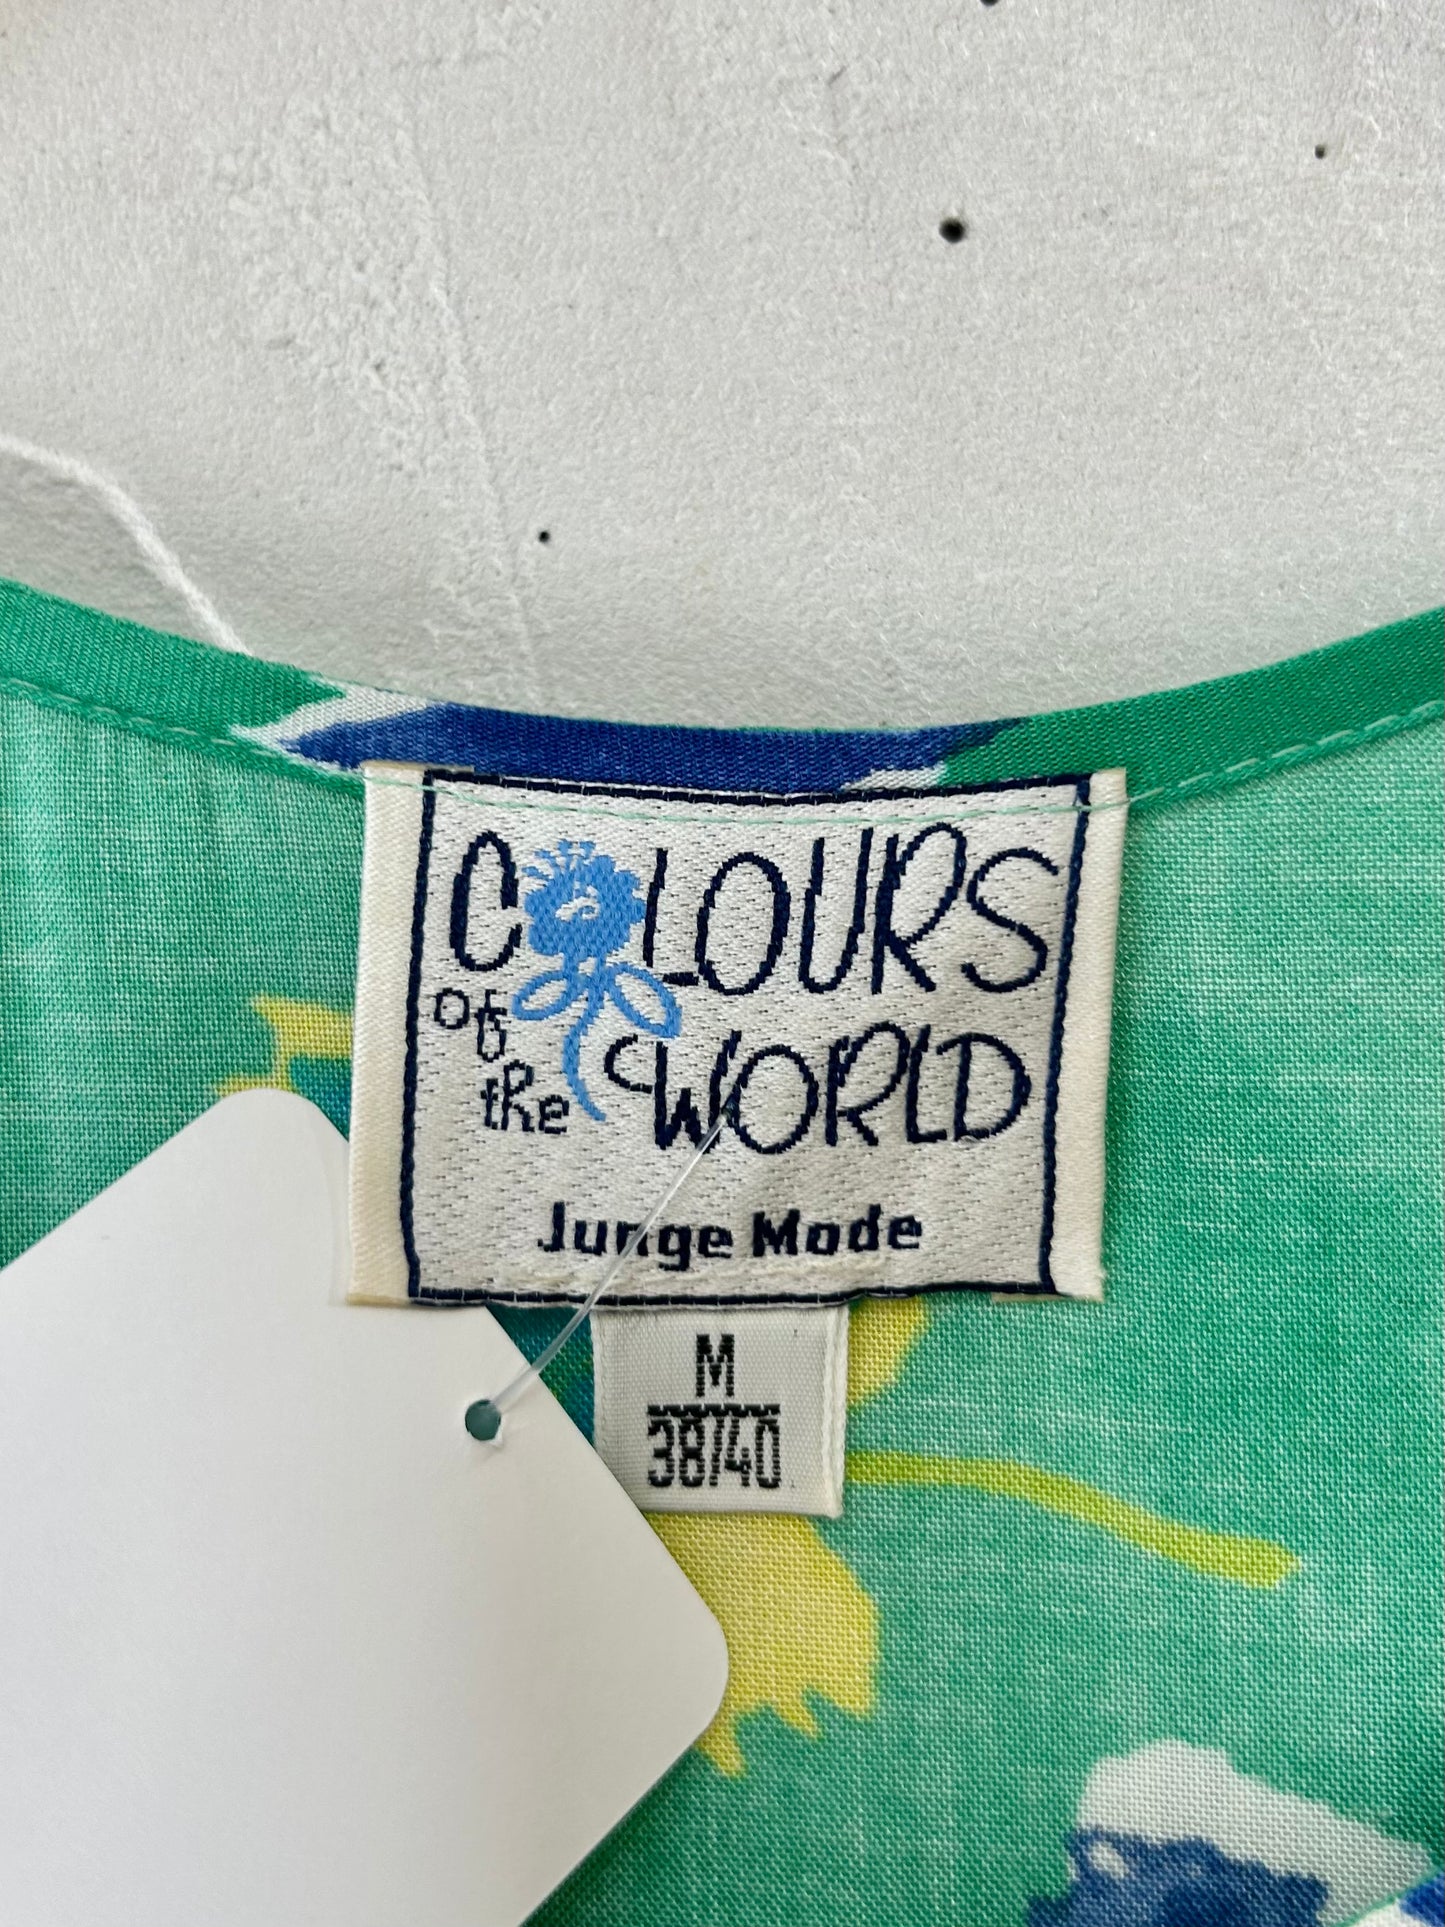 COLOURS
of the WORLD
Junge Mode
M
38/40